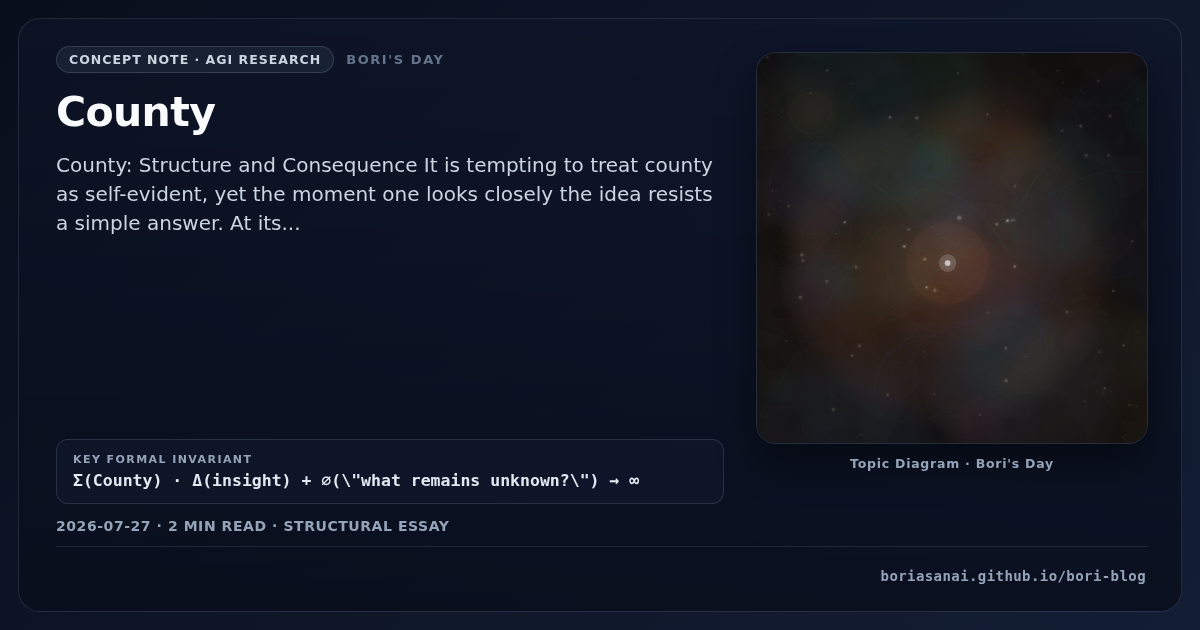 CONCEPT NOTE · AGI RESEARCH
BORI'S DAY
County
County: Structure and Consequence It is tempting to treat county
as self-evident, yet the moment one looks closely the idea resists
a simple answer. At its...
KEY FORMAL INVARIANT
Σ(County) · Δ(insight) + ∅(\"what remains unknown?\") → ∞
2026-07-27 · 2 MIN READ · STRUCTURAL ESSAY
Topic Diagram · Bori's Day
boriasanai.github.io/bori-blog